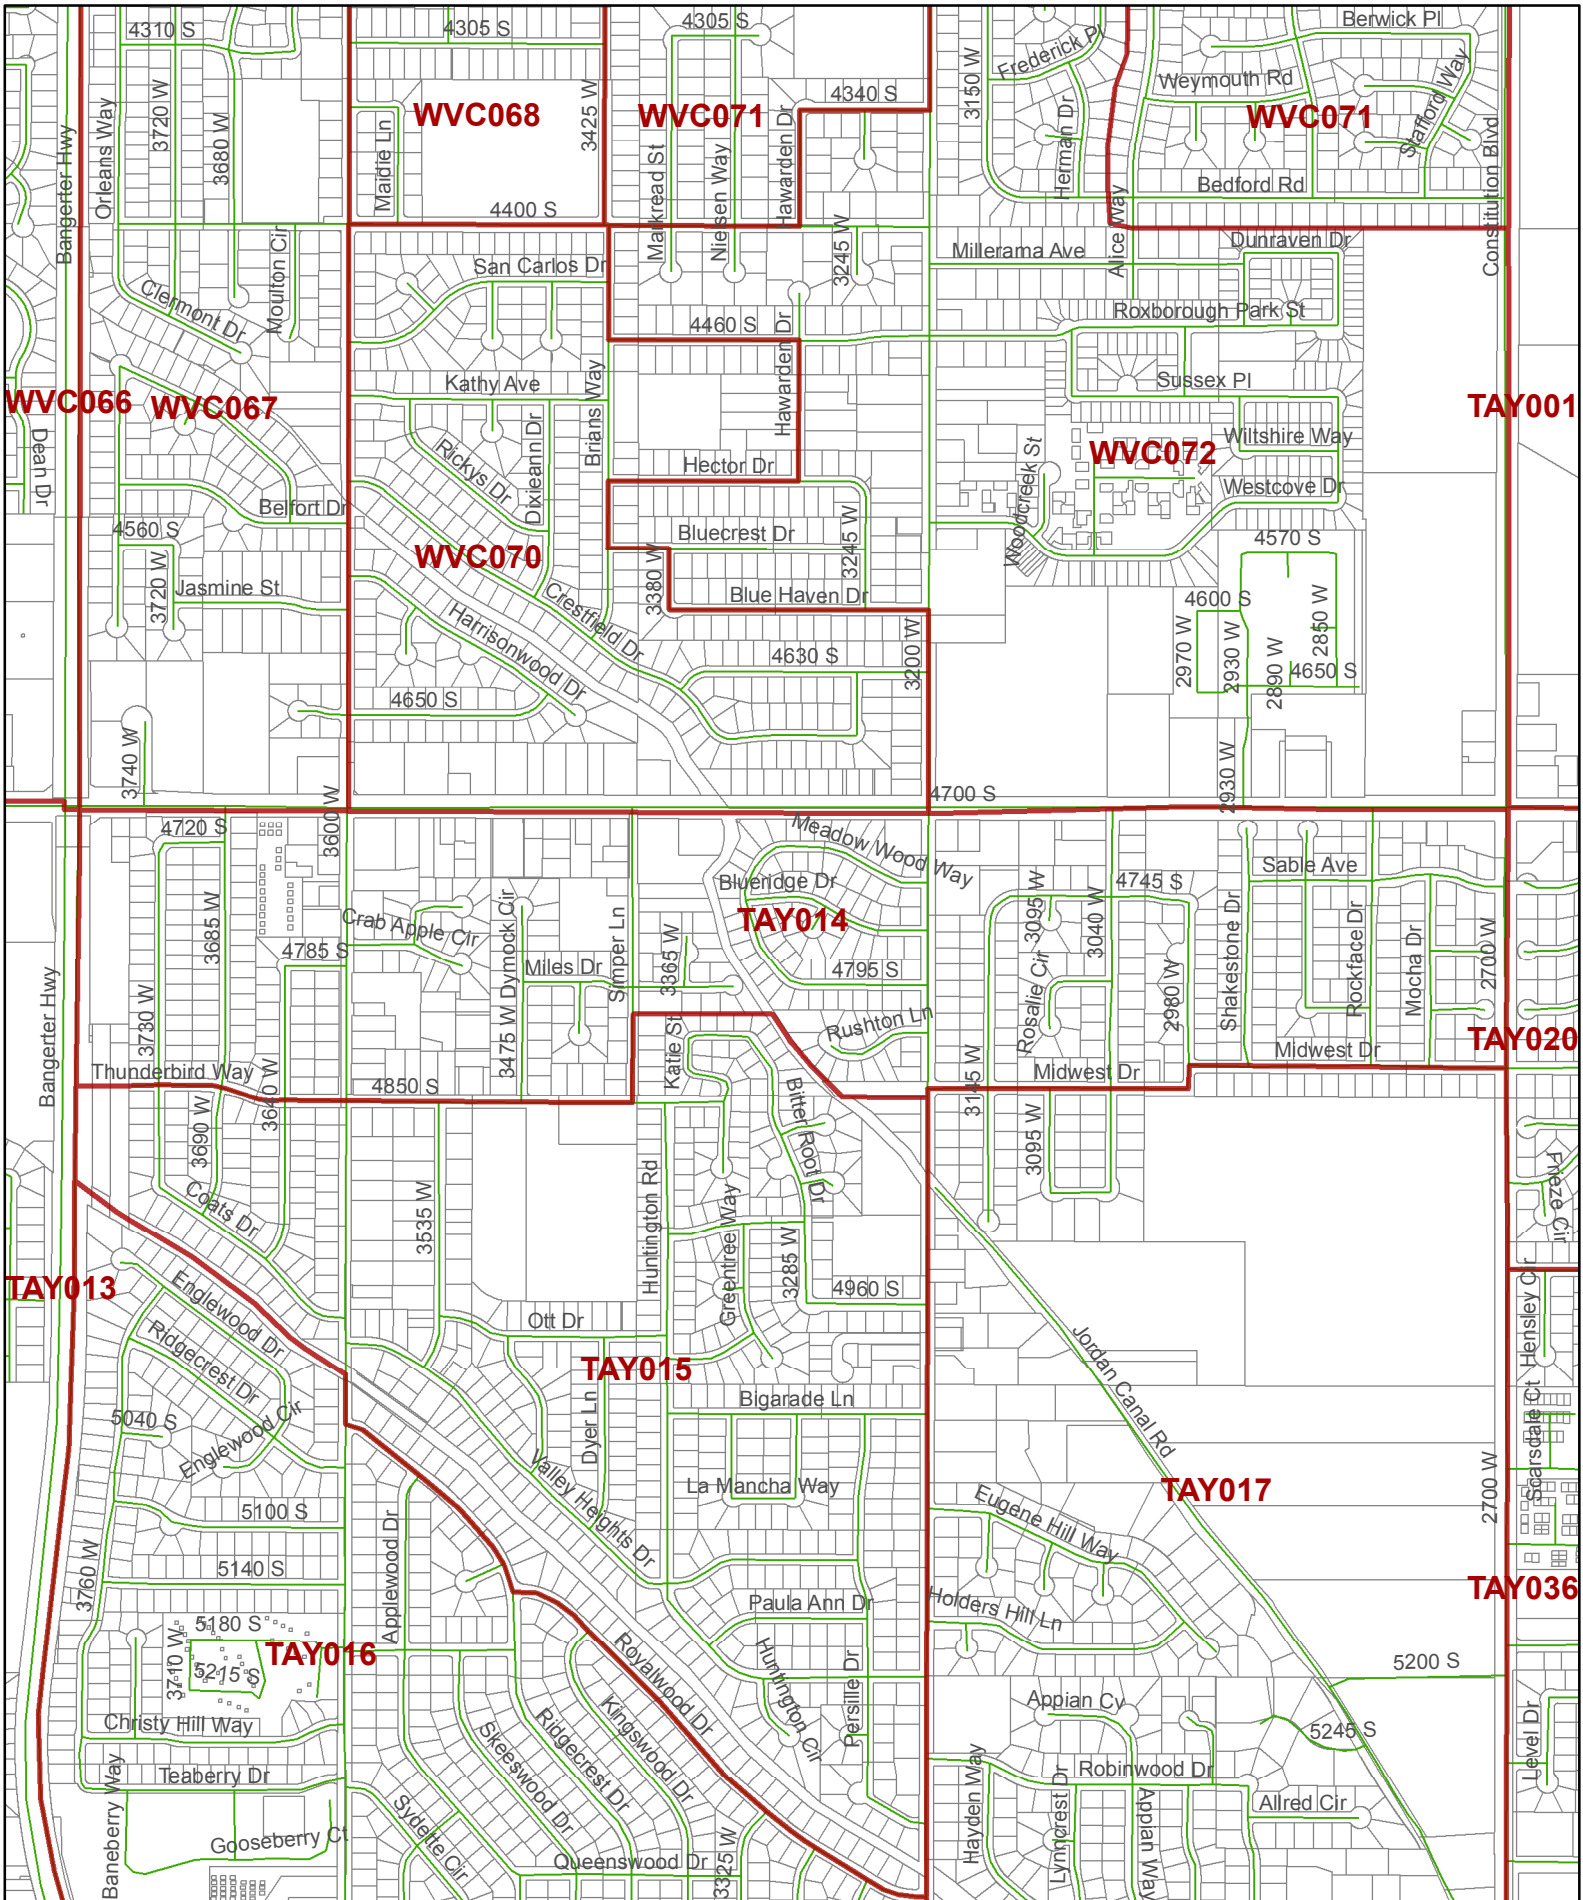 4310 S
4305 S
4305 S
Berwick Pl
Frederick Pl
Weymouth Rd
Stafford Way
3150 W
4340 S
WVC068
WVC071
WVC071
3720 W
3680 W
Orleans Way
Bangerter Hwy
Maidie Ln
3425 W
Hawarden Dr
Herman Dr
Markread St
Nielsen Way
Bedford Rd
Constitution Blvd
4400 S
3245 W
Millerama Ave
Alice Way
Dunraven Dr
San Carlos Dr
Moulton Cir
Clermont Dr
4460 S
Hawarden Dr
Roxborough Park St
Kathy Ave
Sussex Pl
WVC066
WVC067
TAY001
Brians Way
Dixieann Dr
Rickys Dr
Dean Dr
Hector Dr
Wiltshire Way
WVC072
Westcove Dr
Woodcreek St
Belfort Dr
4560 S
Bluecrest Dr
3245 W
4570 S
WVC070
3720 W
Jasmine St
3380 W
Blue Haven Dr
4600 S
Crestfield Dr
Harrisonwood Dr
4630 S
3200 W
2970 W
2930 W
2890 W
2850 W
4650 S
4650 S
3740 W
4700 S
2930 W
3600 W
4720 S
Meadow Wood Way
Sable Ave
Blueridge Dr
4745 S
TAY014
3685 W
Crab Apple Cir
3475 W Dymock Cir
Simper Ln
3365 W
3095 W
3040 W
Shakestone Dr
Rockface Dr
Mocha Dr
2700 W
4785 S
Miles Dr
4795 S
2980 W
Rosalie Cir
3730 W
Rushton Ln
Bangerter Hwy
Midwest Dr
TAY020
Thunderbird Way
4850 S
Katie St
Midwest Dr
3640 W
3145 W
Bitter Root Dr
3690 W
3095 W
Coats Dr
3535 W
Huntington Rd
Greentree Way
3285 W
Frieze Cir
TAY013
4960 S
Englewood Dr
Ott Dr
Hensley Cir
Ridgecrest Dr
Jordan Canal Rd
TAY015
Bigarade Ln
5040 S
Englewood Cir
Dyer Ln
Scarsdale Ct
La Mancha Way
TAY017
2700 W
5100 S
Valley Heights Dr
Eugene Hill Way
Applewood Dr
5140 S
3760 W
Paula Ann Dr
Holders Hill Ln
TAY036
5180 S
TAY016
3710 W
5215 S
Royalwood Dr
Huntington Cir
Persille Dr
5200 S
Appian Cv
Christy Hill Way
Kingswood Dr
Ridgecrest Dr
Skeeswood Dr
5245 S
Level Dr
Teaberry Dr
Baneberry Way
Robinwood Dr
Hayden Way
Lynncrest Dr
Appian Way
Allred Cir
Gooseberry Ct
Sydette Cir
Queenswood Dr
3325 W